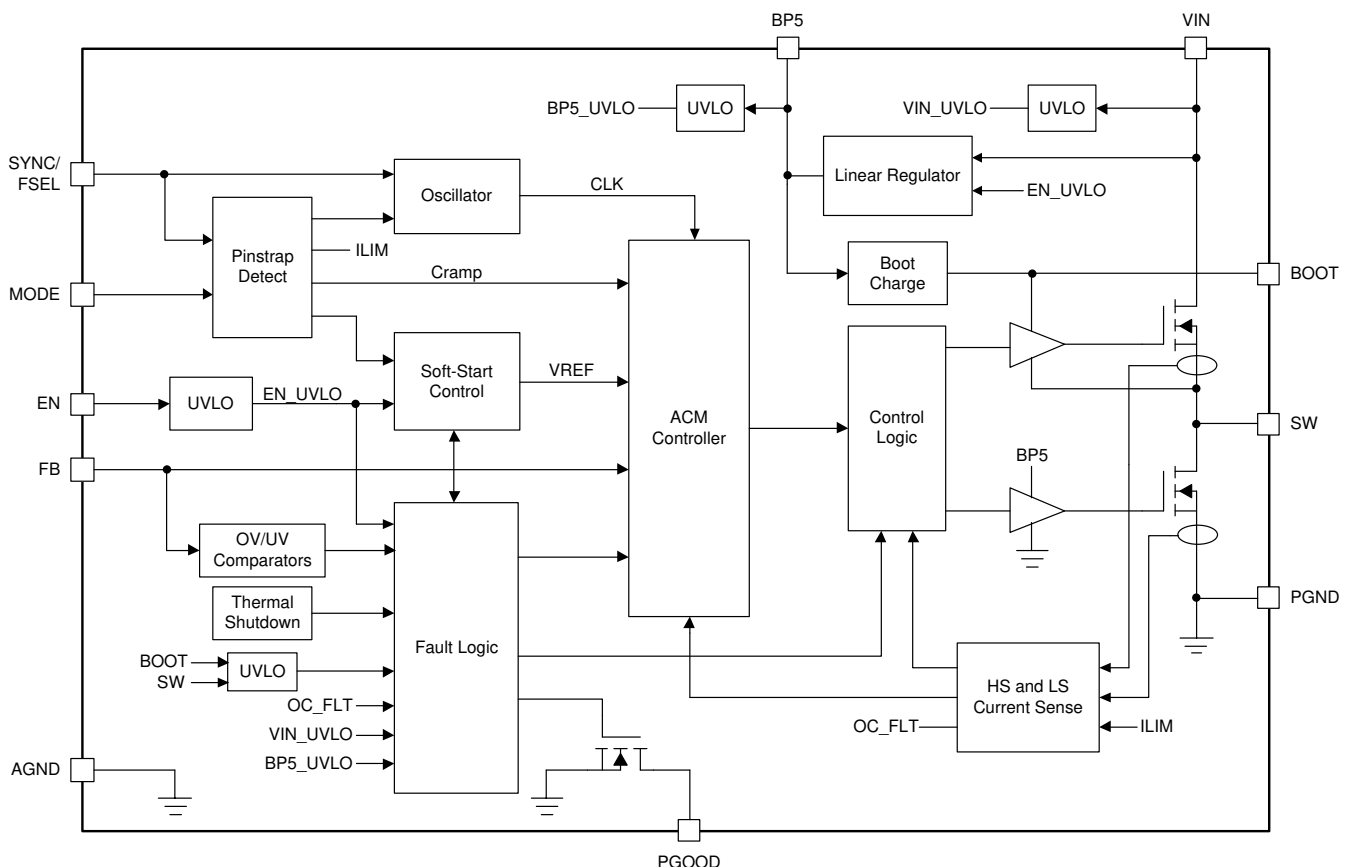 BP5
VIN
BP5_UVLO
UVLO
VIN_UVLO
UVLO
SYNC/
FSEL
Oscillator
CLK
Linear Regulator
EN_UVLO
Pinstrap
Detect
ILIM
Cramp
Boot
Charge
BOOT
MODE
Soft-Start
Control
VREF
EN
UVLO
EN_UVLO
ACM
Controller
Control
Logic
SW
FB
BP5
OV/UV
Comparators
Thermal
Shutdown
Fault Logic
PGND
BOOT
SW
UVLO
HS and LS
Current Sense
OC_FLT
OC_FLT
ILIM
VIN_UVLO
BP5_UVLO
AGND
PGOOD